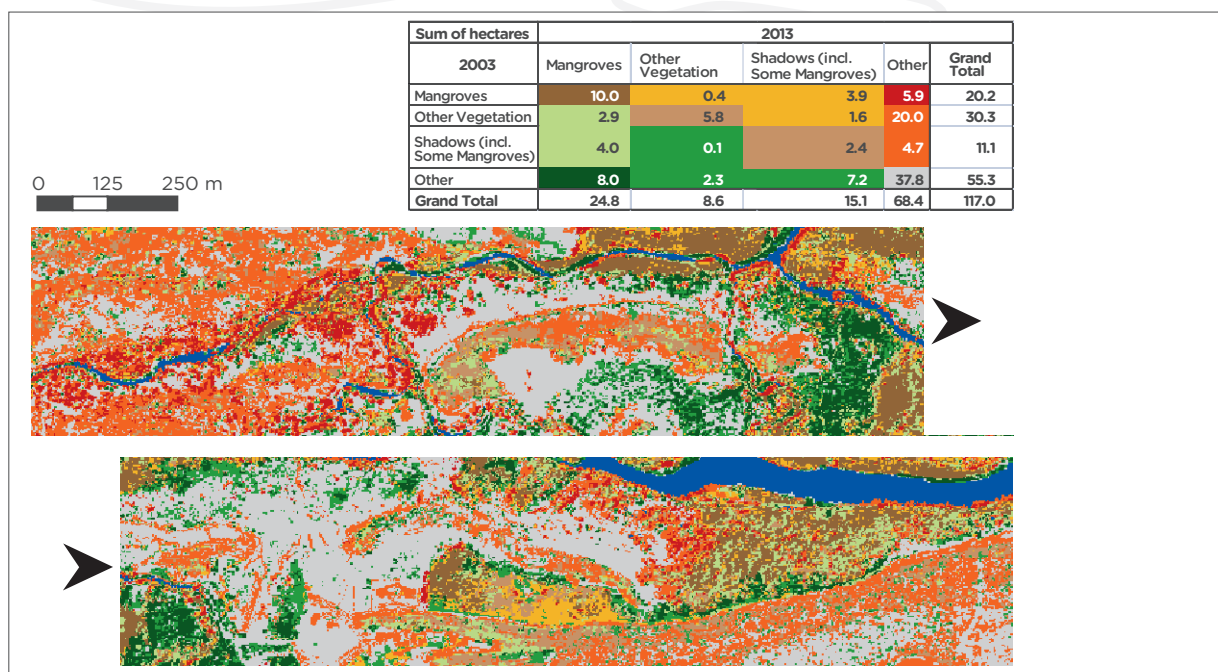 Sum of hectares 2013
2003 Mangroves Other Vegetation Shadows (incl. Some Mangroves) Other Grand Total
Mangroves 10.0 0.4 3.9 5.9 20.2
Other Vegetation 2.9 5.8 1.6 20.0 30.3
Shadows (incl. Some Mangroves) 4.0 0.1 2.4 4.7 11.1
Other 8.0 2.3 7.2 37.8 55.3
Grand Total 24.8 8.6 15.1 68.4 117.0
0 125 250 m